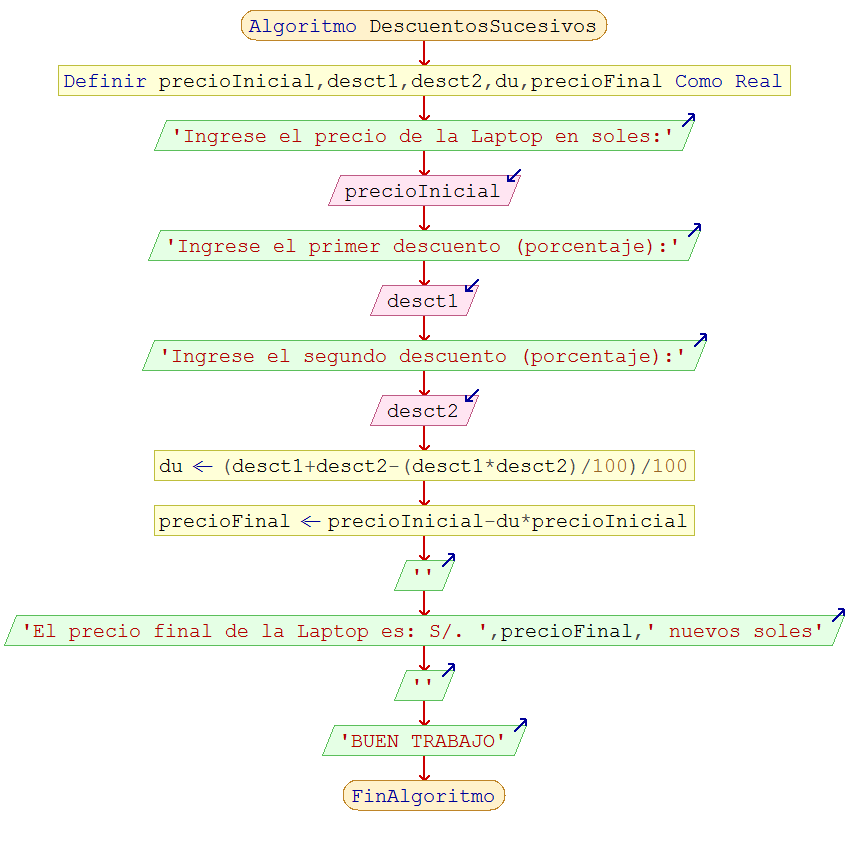 Algoritmo DescuentosSucesivos
Definir precioInicial,desct1,desct2,du,precioFinal Como Real
'Ingrese el precio de la Laptop en soles:'
precioInicial
'Ingrese el primer descuento (porcentaje):'
desct1
'Ingrese el segundo descuento (porcentaje):'
desct2
du ← (desct1+desct2-(desct1*desct2)/100)/100
precioFinal ← precioInicial-du*precioInicial
''
'El precio final de la Laptop es: S/. ',precioFinal,' nuevos soles'
''
'BUEN TRABAJO'
FinAlgoritmo